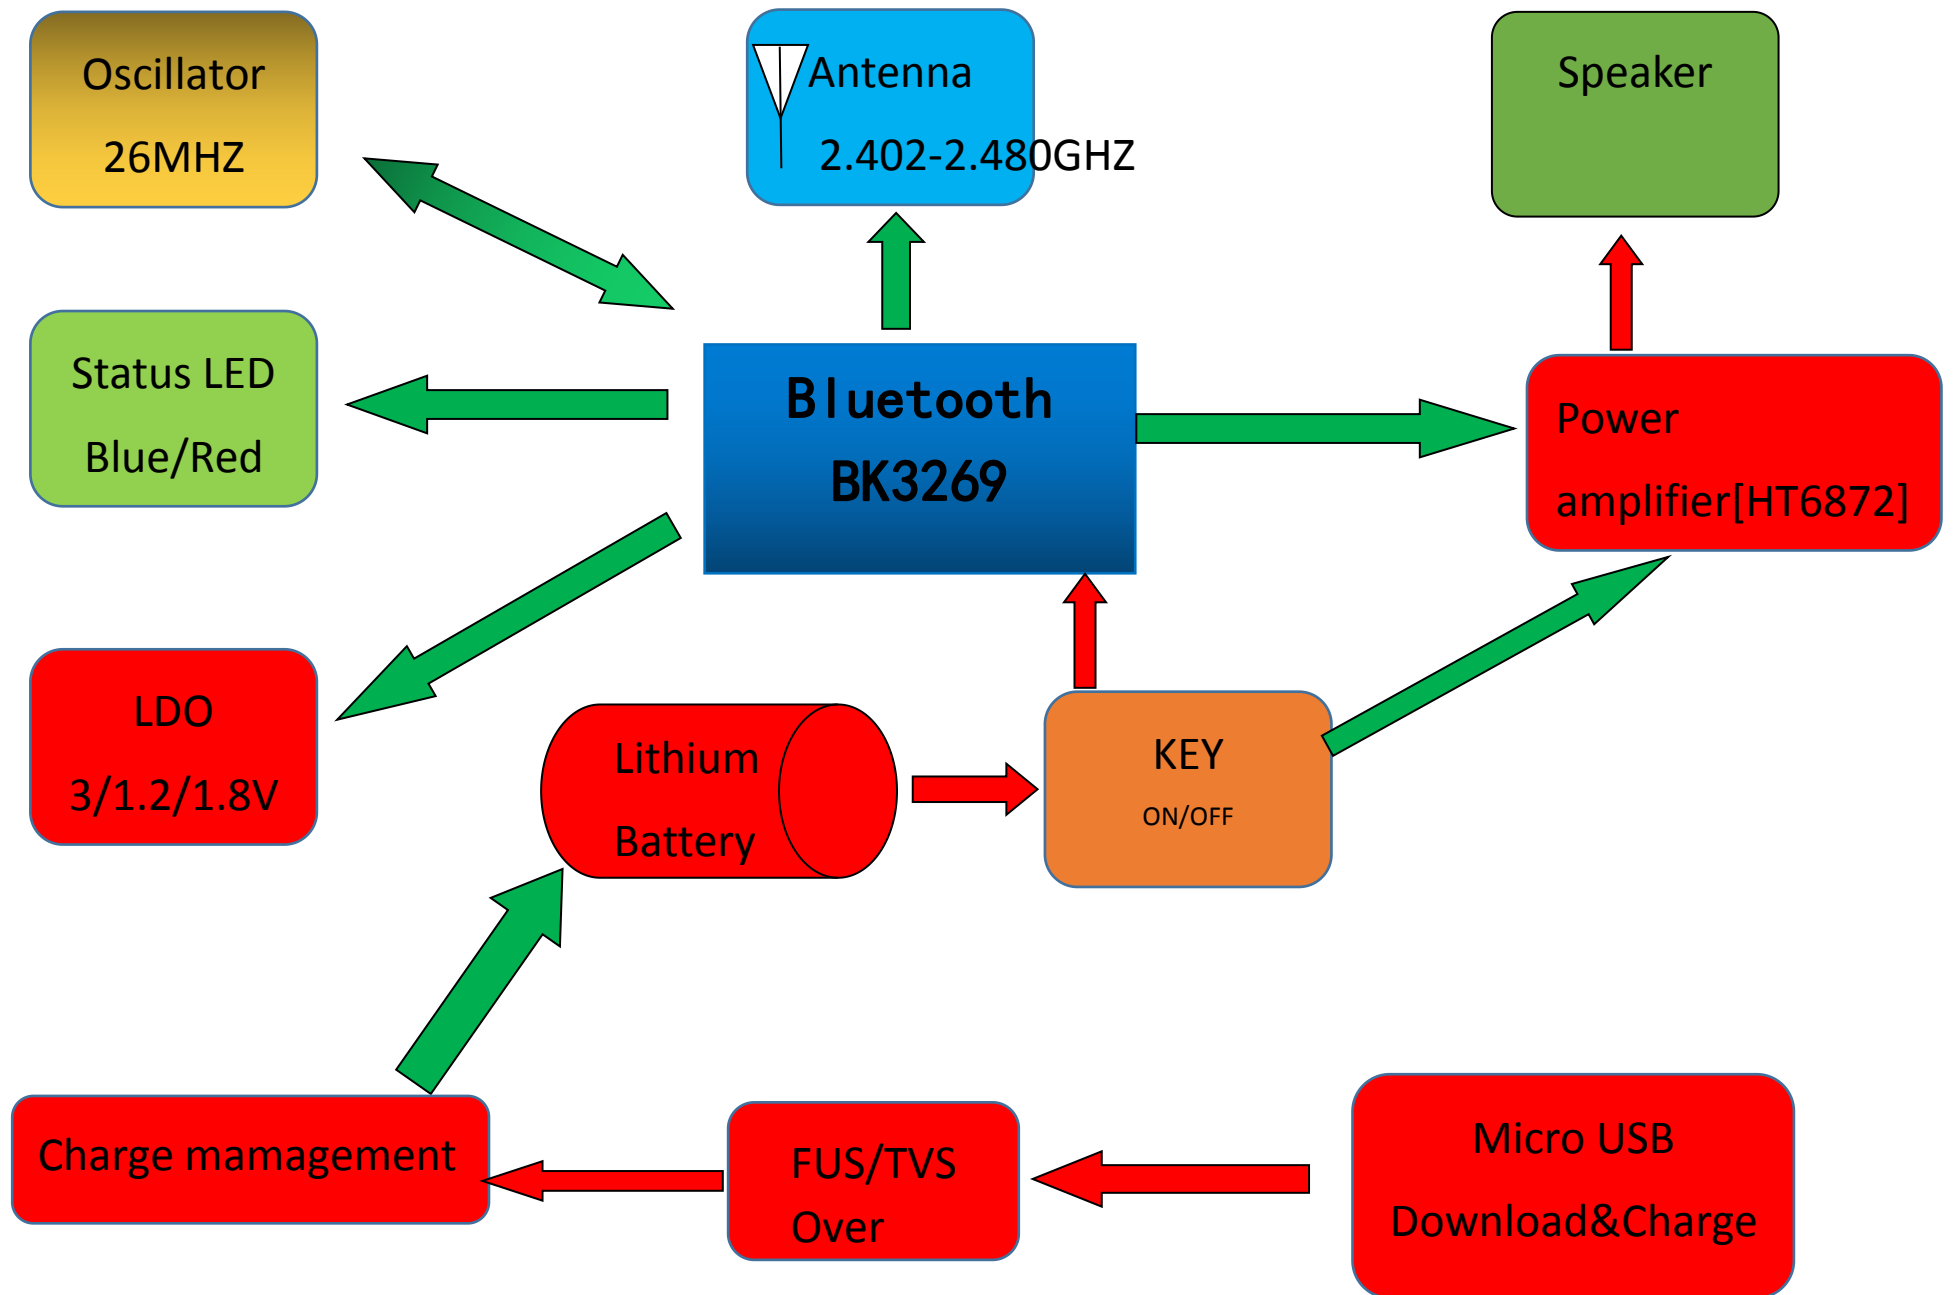 Oscillator
26MHZ
Antenna
2.402-2.480GHZ
Speaker
Status LED
Blue/Red
Bluetooth
BK3269
Power
amplifier[HT6872]
LDO
3/1.2/1.8V
Lithium
Battery
KEY
ON/OFF
Charge mamagement
FUS/TVS
Over
Micro USB
Download&Charge